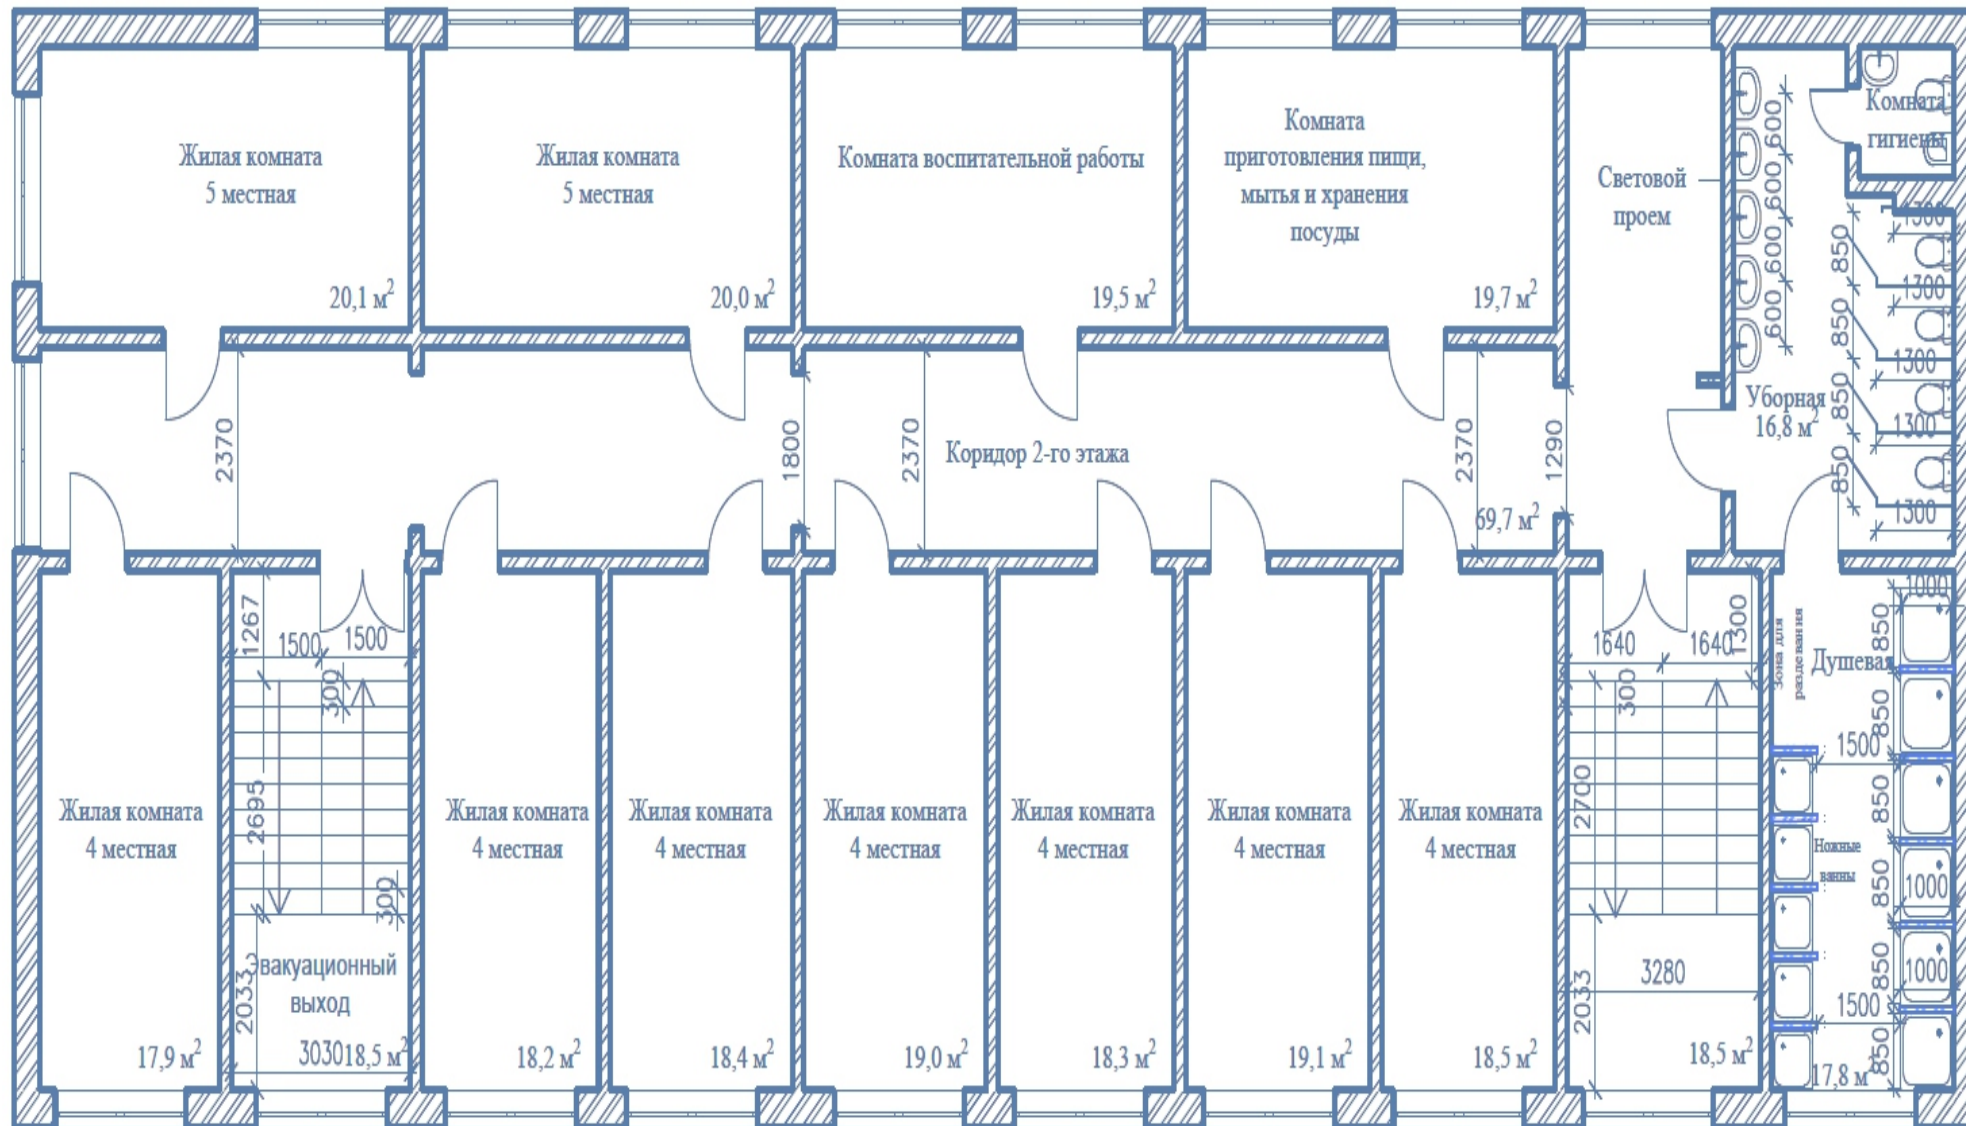 Жилая комната
5 местная
20,1 м²
Жилая комната
5 местная
20,0 м²
Комната воспитательной работы
19,5 м²
Комната
приготовления пищи,
мытья и хранения
посуды
19,7 м²
Световой
проем
Комната
гигиены
600
600
600
600
850
850
850
850
1300
1300
1300
1300
1300
Уборная
16,8 м²
2370
1800
2370
Коридор 2-го этажа
2370
1290
69,7 м²
Жилая комната
4 местная
17,9 м²
1267
1500
1500
300
2695
300
Эвакуационный
выход
2033
3030
18,5 м²
Жилая комната
4 местная
18,2 м²
Жилая комната
4 местная
18,4 м²
Жилая комната
4 местная
19,0 м²
Жилая комната
4 местная
18,3 м²
Жилая комната
4 местная
19,1 м²
Жилая комната
4 местная
18,5 м²
1300
1640
1640
300
2700
3280
2033
18,5 м²
Зона для
раздевания
Душевая
1000
850
850
1500
850
Ножные
ванны
850
1000
850
1000
1500
850
17,8 м²